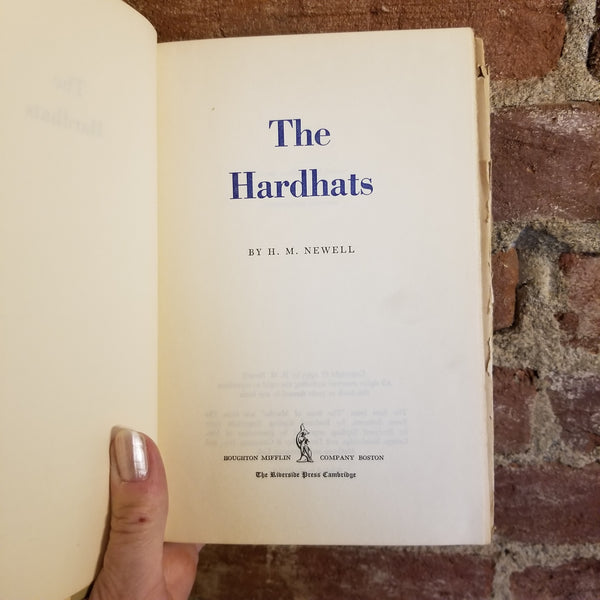 The
Hardhats
BY H. M. NEWELL
HOUGHTON MIFFLIN COMPANY BOSTON
The Riverside Press Cambridge